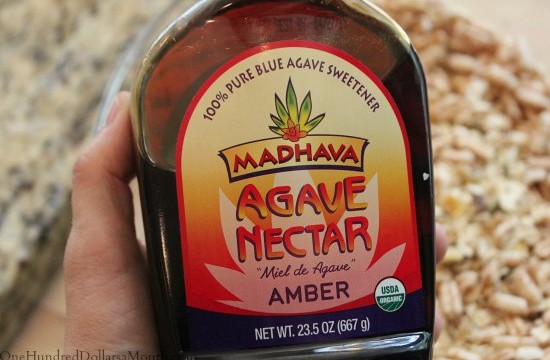 100% PURE BLUE AGAVE SWEETENER
MADHAVA
AGAVE
NECTAR
"Miel de Agave"
AMBER
USDA
ORGANIC
NET WT. 23.5 OZ (667 g)